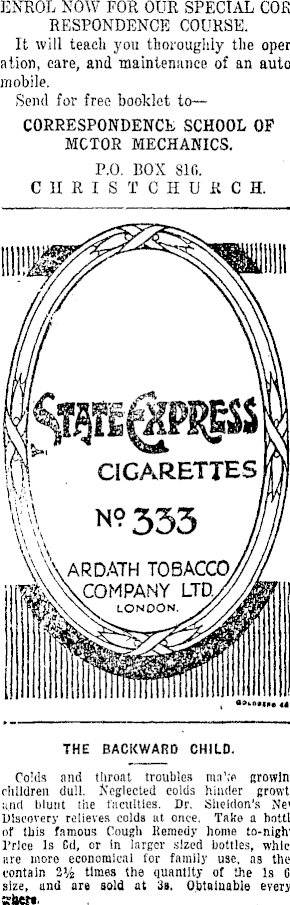 ENROL NOW FOR OUR SPECIAL COR
RESPONDENCE COURSE.
It will teach you thoroughly the oper
ation, care, and maintenance of an auto
mobile.
Send for free booklet to—
CORRESPONDENCE SCHOOL OF
MOTOR MECHANICS.
P.O. BOX 816.
CHRISTCHURCH.
STATE EXPRESS
CIGARETTES
Nº 333
ARDATH TOBACCO
COMPANY LTD.
LONDON.
GOLDBERG
THE BACKWARD CHILD.
Colds and throat troubles make growin
children dull. Neglected colds hinder growt
and blunt the faculties. Dr. Sheldon's Ne
Discovery relieves colds at once. Take a bottl
of this famous Cough Remedy home to-nigh
Price 1s 6d, or in larger sized bottles, whic
are more economical for family use, as the
contain 2½ times the quantity of the 1s 6
size, and are sold at 3s. Obtainable every
where.